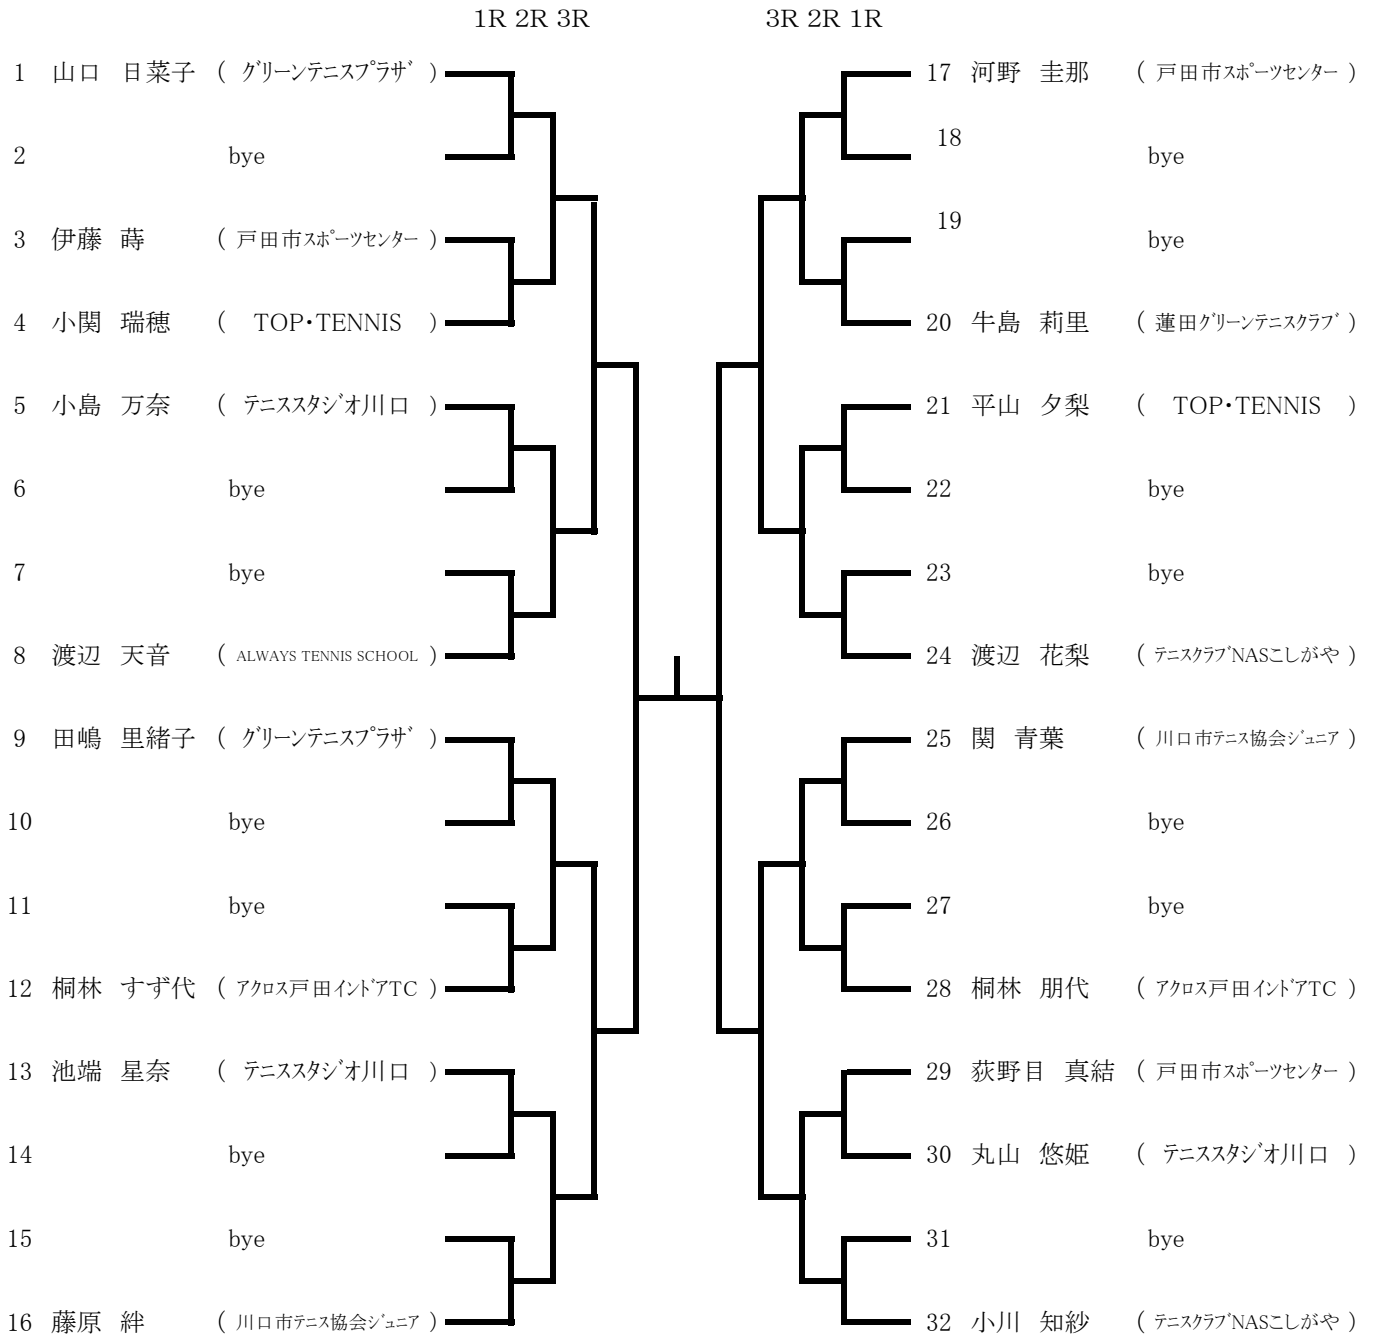 1R 2R 3R 3R 2R 1R
1 山口 日菜子 ( グリーンテニスプラザ )
2 bye
3 伊藤 蒔 ( 戸田市スポーツセンター )
4 小関 瑞穂 ( TOP・TENNIS )
5 小島 万奈 ( テニススタジオ川口 )
6 bye
7 bye
8 渡辺 天音 ( ALWAYS TENNIS SCHOOL )
9 田嶋 里緒子 ( グリーンテニスプラザ )
10 bye
11 bye
12 桐林 すず代 ( アクロス戸田インドアTC )
13 池端 星奈 ( テニススタジオ川口 )
14 bye
15 bye
16 藤原 絆 ( 川口市テニス協会ジュニア )
17 河野 圭那 ( 戸田市スポーツセンター )
18 bye
19 bye
20 牛島 莉里 ( 蓮田グリーンテニスクラブ )
21 平山 夕梨 ( TOP・TENNIS )
22 bye
23 bye
24 渡辺 花梨 ( テニスクラブNASこしがや )
25 関 青葉 ( 川口市テニス協会ジュニア )
26 bye
27 bye
28 桐林 朋代 ( アクロス戸田インドアTC )
29 荻野目 真結 ( 戸田市スポーツセンター )
30 丸山 悠姫 ( テニススタジオ川口 )
31 bye
32 小川 知紗 ( テニスクラブNASこしがや )